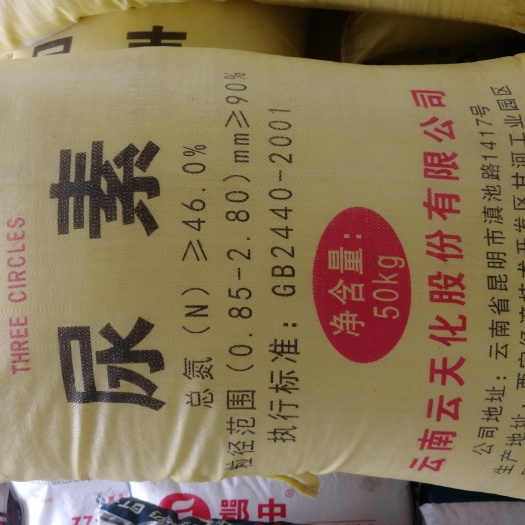 THREE CIRCLES
尿素
总氮（N）≥46.0%
粒径范围（0.85-2.80）mm≥90%
执行标准：GB2440-2001
净含量：
50kg
云南云天化股份有限公司
公司地址：云南省昆明市滇池路1417号
鄂中